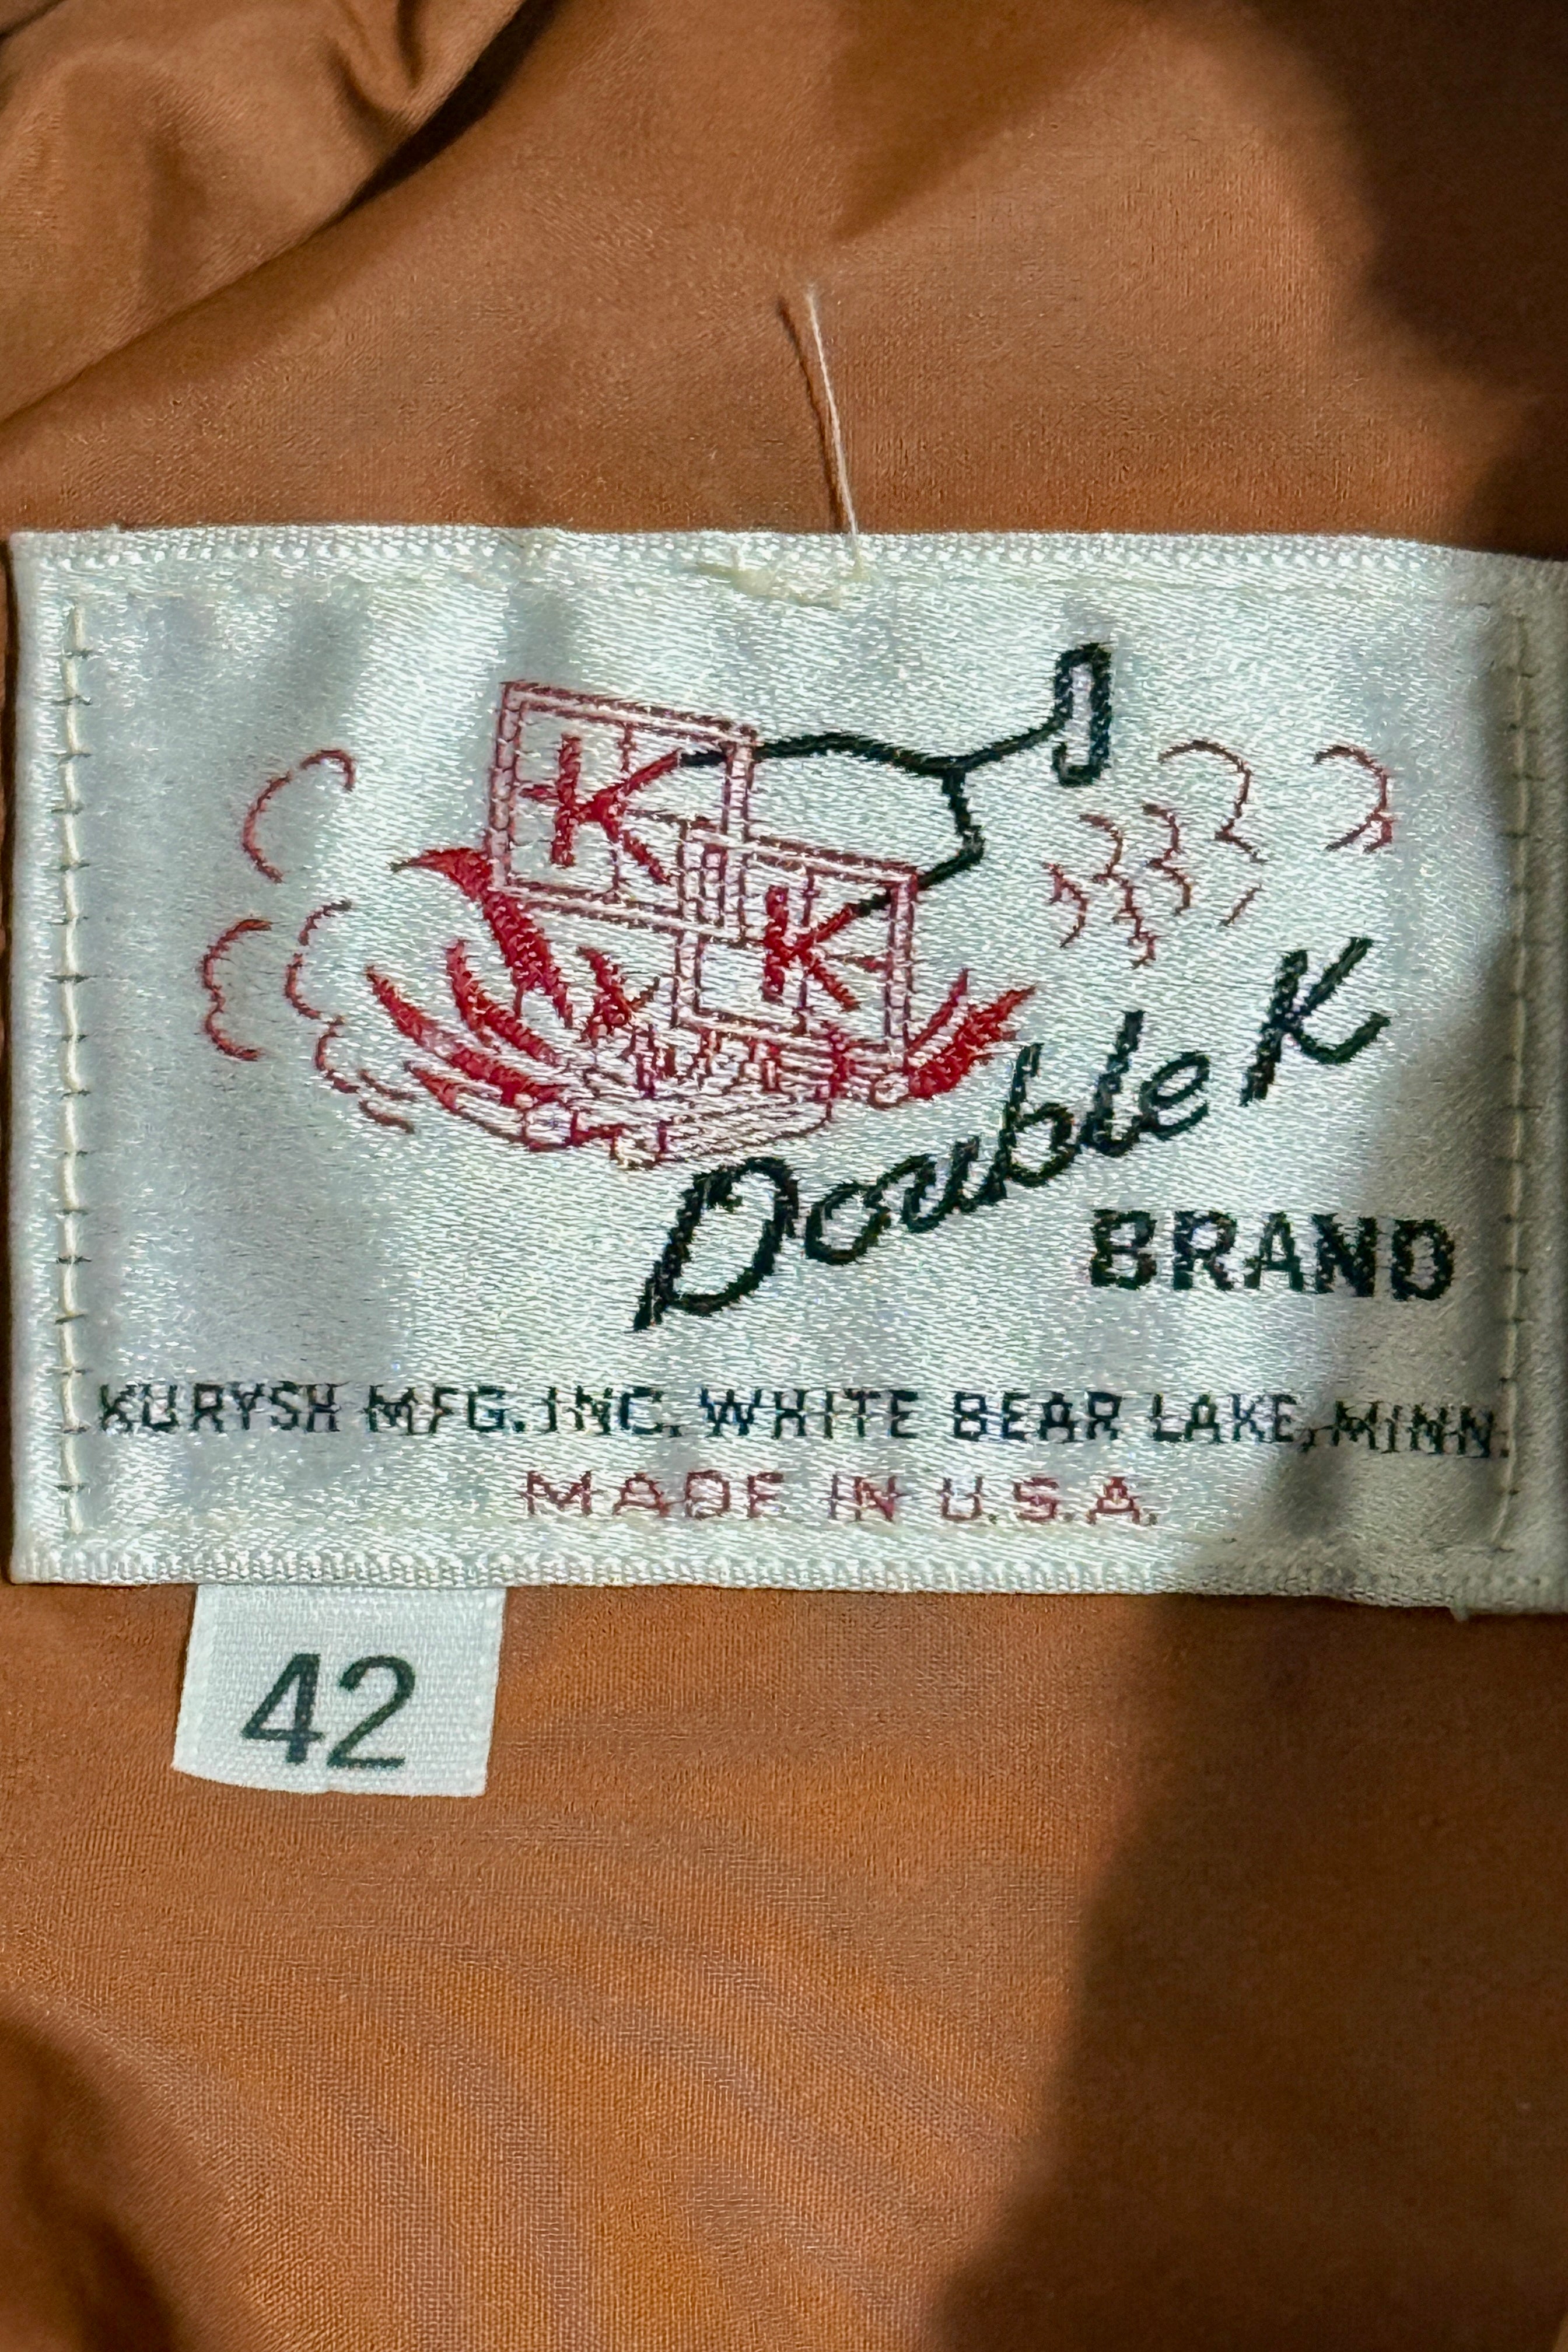 K
K
Double K
BRAND
KURYSH MFG. INC. WHITE BEAR LAKE, MINN.
MADE IN U.S.A.
42